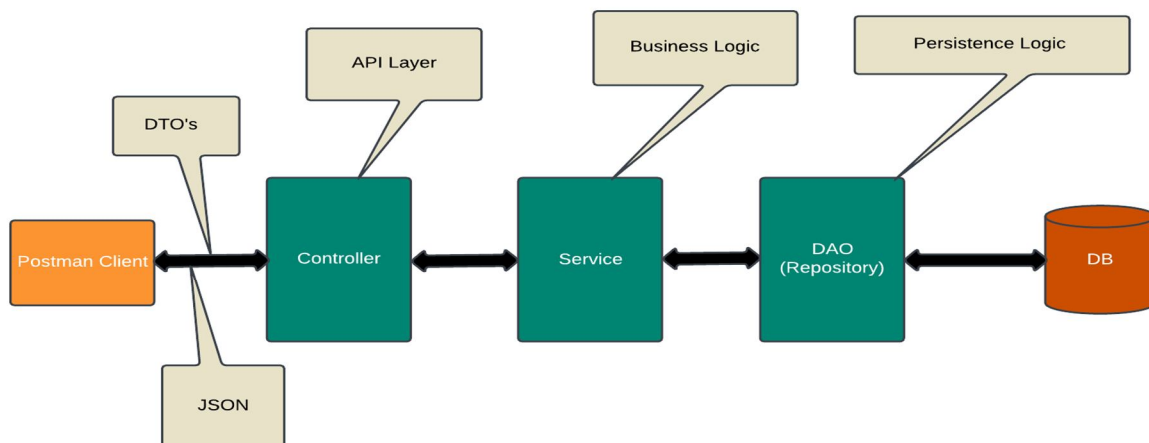 Business Logic
Persistence Logic
API Layer
DTO's
Postman Client
Controller
Service
DAO
(Repository)
DB
JSON